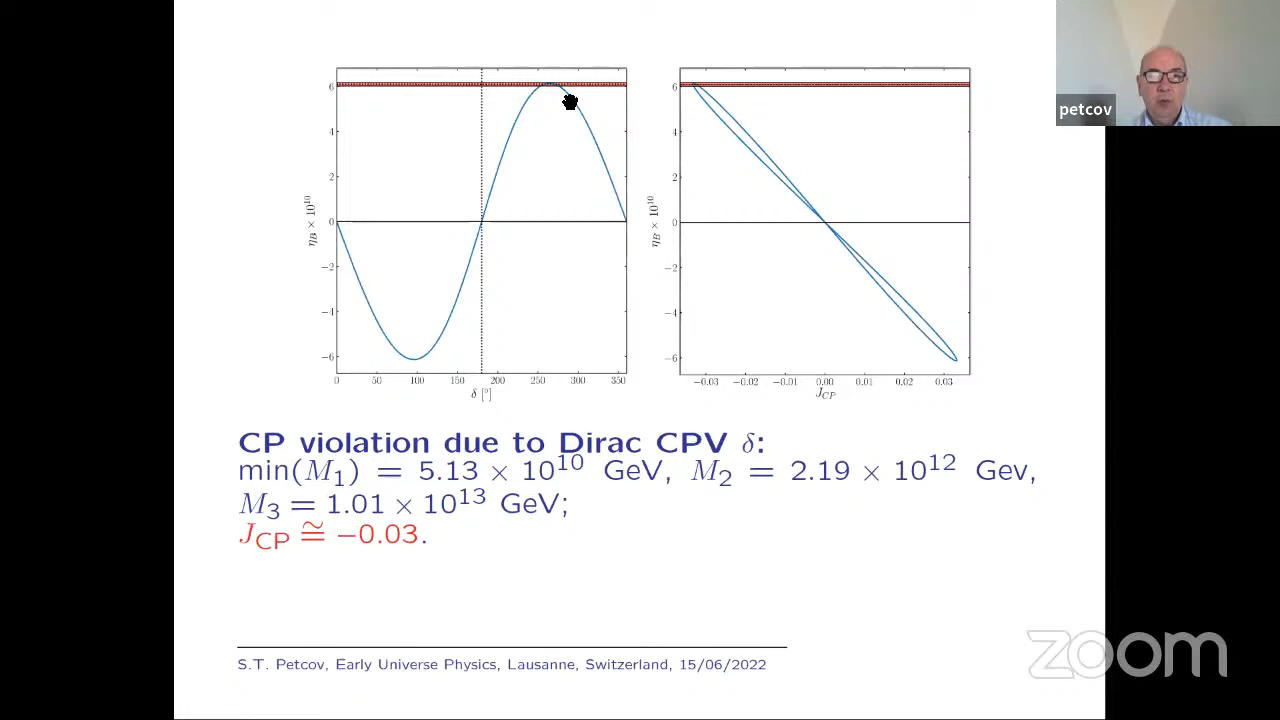 petcov
6
4
2
0
−2
−4
−6
η_B × 10^10
0 50 100 150 200 250 300 350
δ [°]
6
4
2
0
−2
−4
−6
η_B × 10^10
−0.03 −0.02 −0.01 0.00 0.01 0.02 0.03
J_CP
CP violation due to Dirac CPV δ:
min(M_1) = 5.13 × 10^10 GeV, M_2 = 2.19 × 10^12 Gev,
M_3 = 1.01 × 10^13 GeV;
J_CP ≅ −0.03.
S.T. Petcov, Early Universe Physics, Lausanne, Switzerland, 15/06/2022
zoom